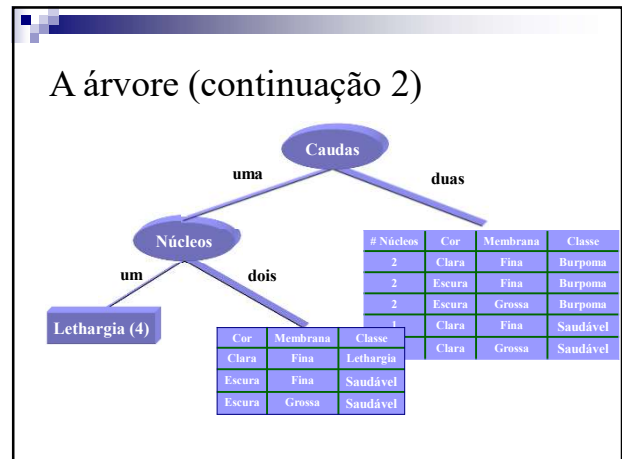 A árvore (continuação 2)
Caudas
uma
duas
Núcleos
um
dois
Lethargia (4)
# Núcleos Cor Membrana Classe
2 Clara Fina Burpoma
2 Escura Fina Burpoma
2 Escura Grossa Burpoma
1 Clara Fina Saudável
Clara Grossa Saudável
Cor Membrana Classe
Clara Fina Lethargia
Escura Fina Saudável
Escura Grossa Saudável